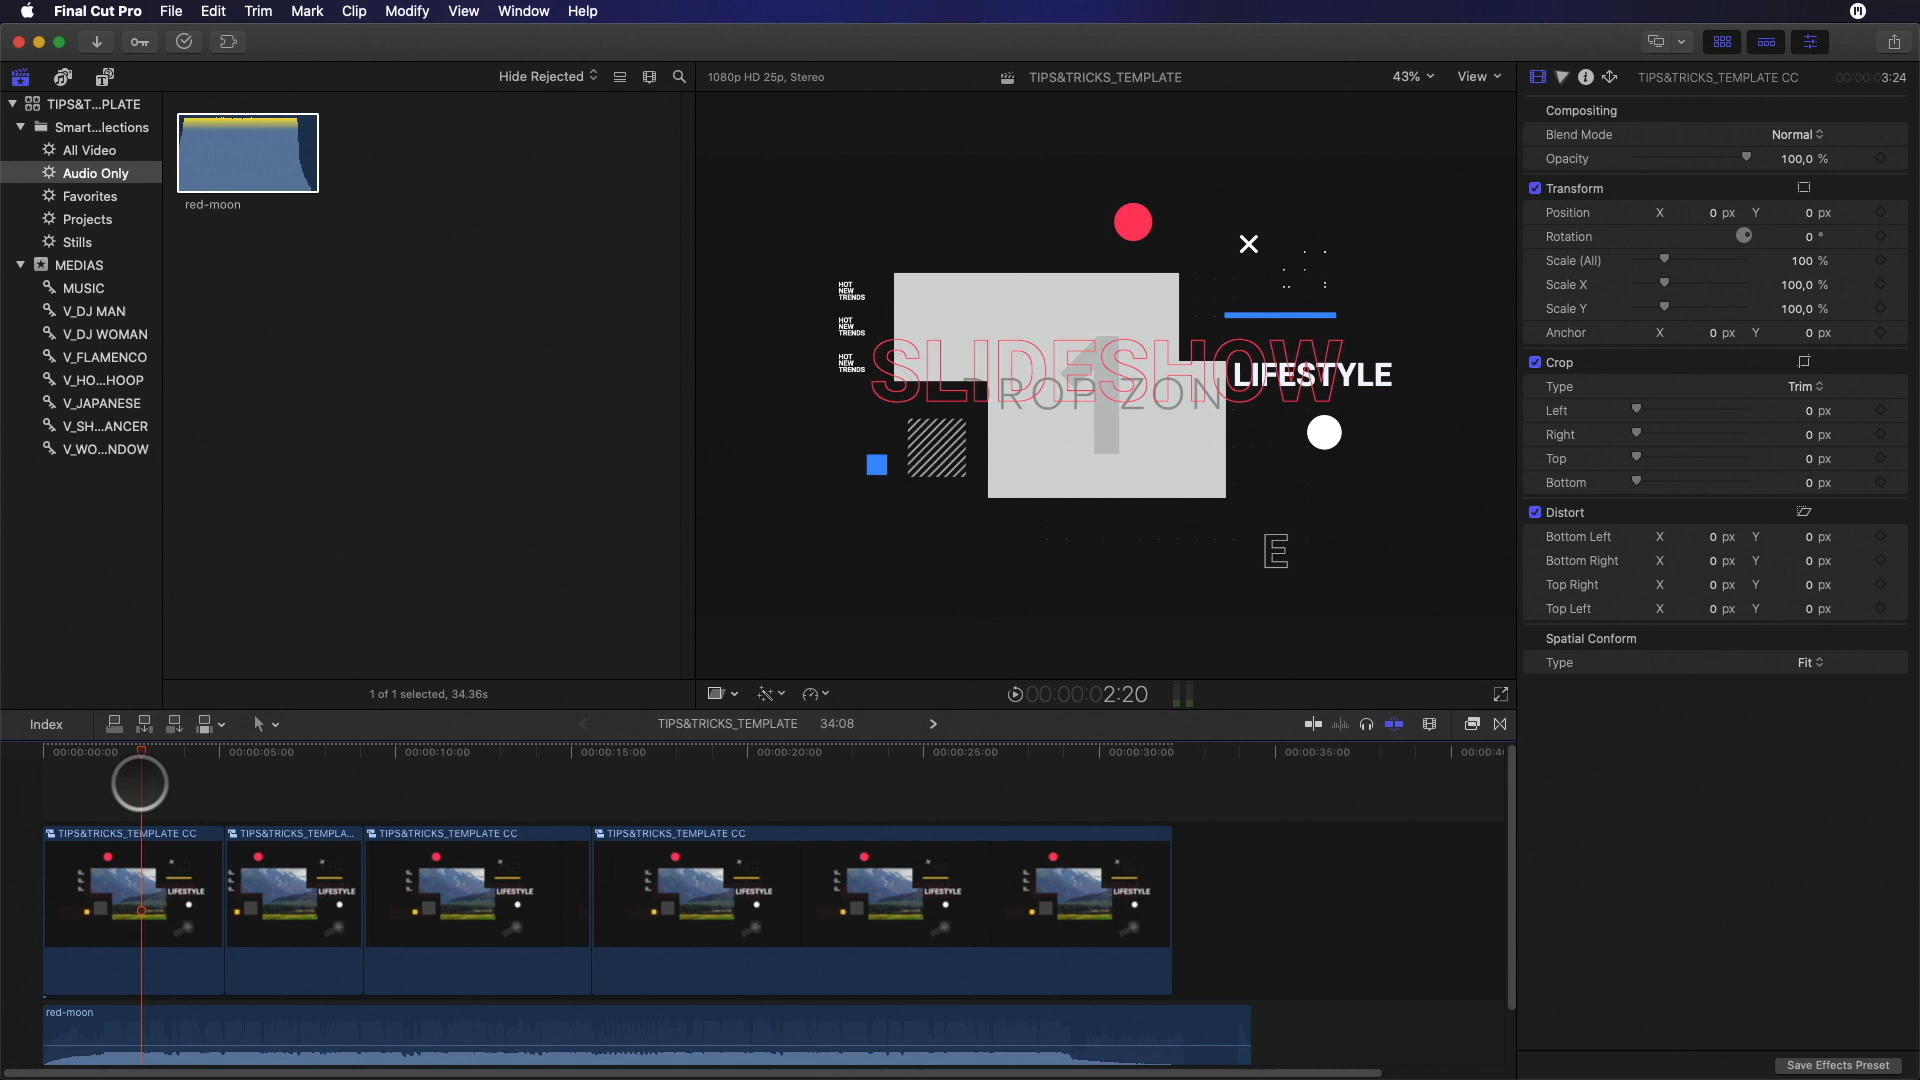 Final Cut Pro File Edit Trim Mark Clip Modify View Window Help
Hide Rejected
1080p HD 25p, Stereo
TIPS&TRICKS_TEMPLATE
43%
View
TIPS&TRICKS_TEMPLATE CC
00:00:03:24
TIPS&T...PLATE
Smart...lections
All Video
Audio Only
Favorites
Projects
Stills
MEDIAS
MUSIC
V_DJ MAN
V_DJ WOMAN
V_FLAMENCO
V_HO...HOOP
V_JAPANESE
V_SH...ANCER
V_WO...NDOW
red-moon
1 of 1 selected, 34.36s
HOT
NEW
TRENDS
HOT
NEW
TRENDS
HOT
NEW
TRENDS
SLIDESHOW
DROP ZON
1
LIFESTYLE
E
00:00:02:20
Compositing
Blend Mode Normal
Opacity 100,0 %
Transform
Position X 0 px Y 0 px
Rotation 0 °
Scale (All) 100 %
Scale X 100,0 %
Scale Y 100,0 %
Anchor X 0 px Y 0 px
Crop
Type Trim
Left 0 px
Right 0 px
Top 0 px
Bottom 0 px
Distort
Bottom Left X 0 px Y 0 px
Bottom Right X 0 px Y 0 px
Top Right X 0 px Y 0 px
Top Left X 0 px Y 0 px
Spatial Conform
Type Fit
Save Effects Preset
Index
TIPS&TRICKS_TEMPLATE 34:08
00:00:00:00 00:00:05:00 00:00:10:00 00:00:15:00 00:00:20:00 00:00:25:00 00:00:30:00 00:00:35:00 00:00:4
TIPS&TRICKS_TEMPLATE CC TIPS&TRICKS_TEMPLA... TIPS&TRICKS_TEMPLATE CC TIPS&TRICKS_TEMPLATE CC
LIFESTYLE LIFESTYLE LIFESTYLE LIFESTYLE LIFESTYLE LIFESTYLE
red-moon